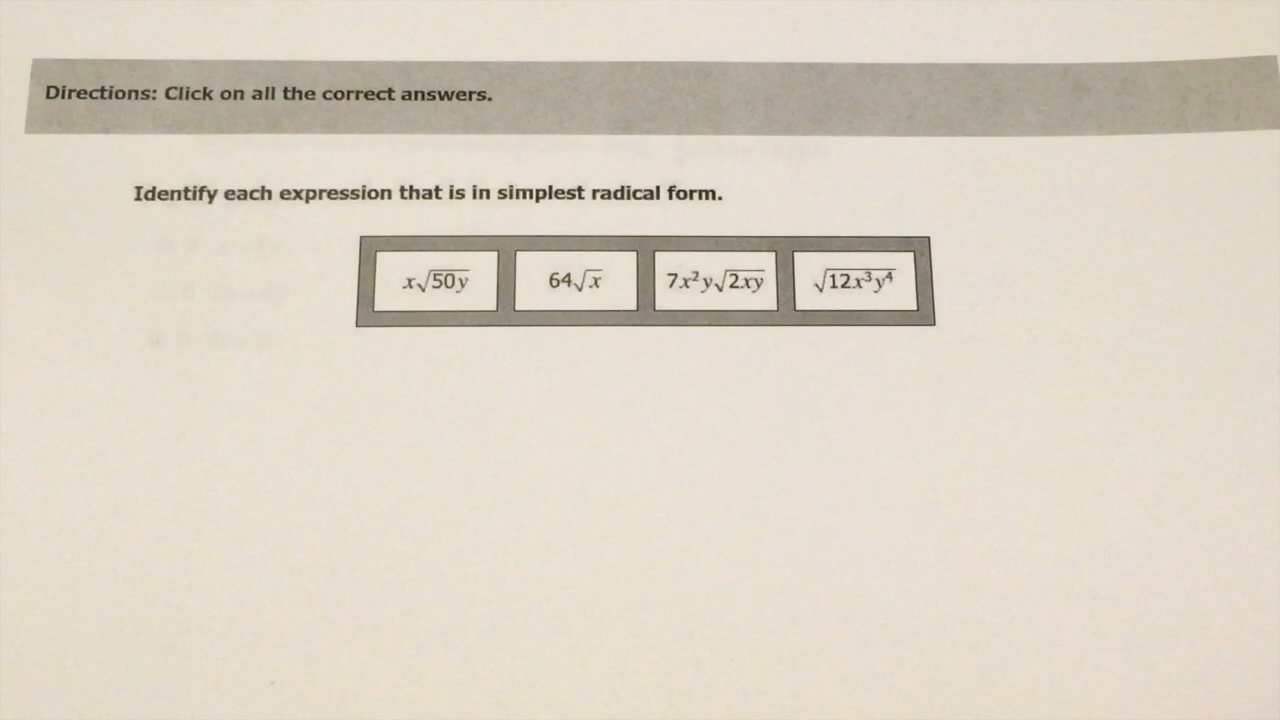 Directions: Click on all the correct answers.
Identify each expression that is in simplest radical form.
x√50y 64√x 7x²y√2xy √12x³y⁴